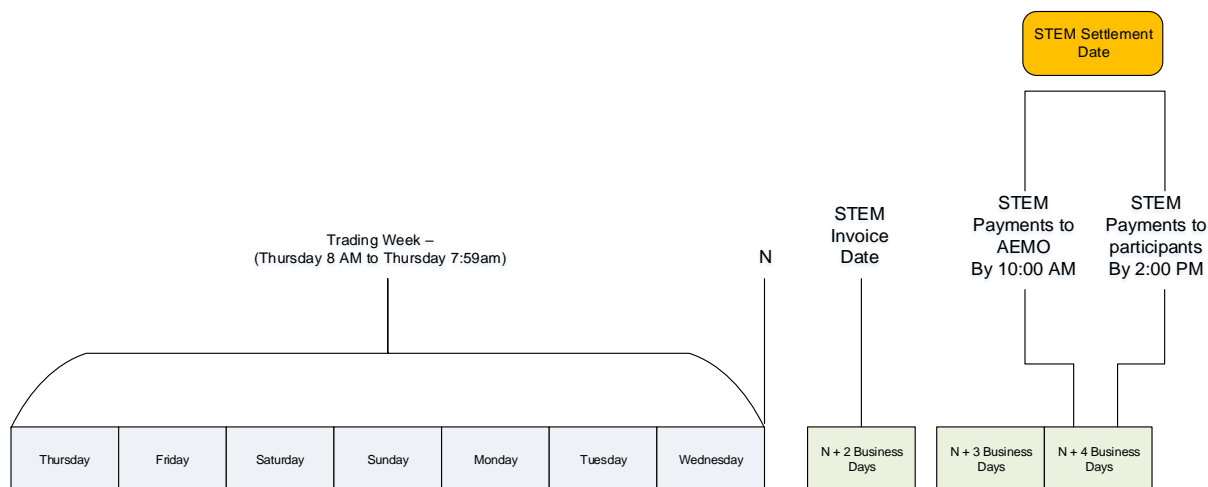 STEM Settlement
Date
STEM
Payments to
AEMO
By 10:00 AM
STEM
Payments to
participants
By 2:00 PM
STEM
Invoice
Date
Trading Week –
(Thursday 8 AM to Thursday 7:59am)
N
Thursday
Friday
Saturday
Sunday
Monday
Tuesday
Wednesday
N + 2 Business
Days
N + 3 Business
Days
N + 4 Business
Days